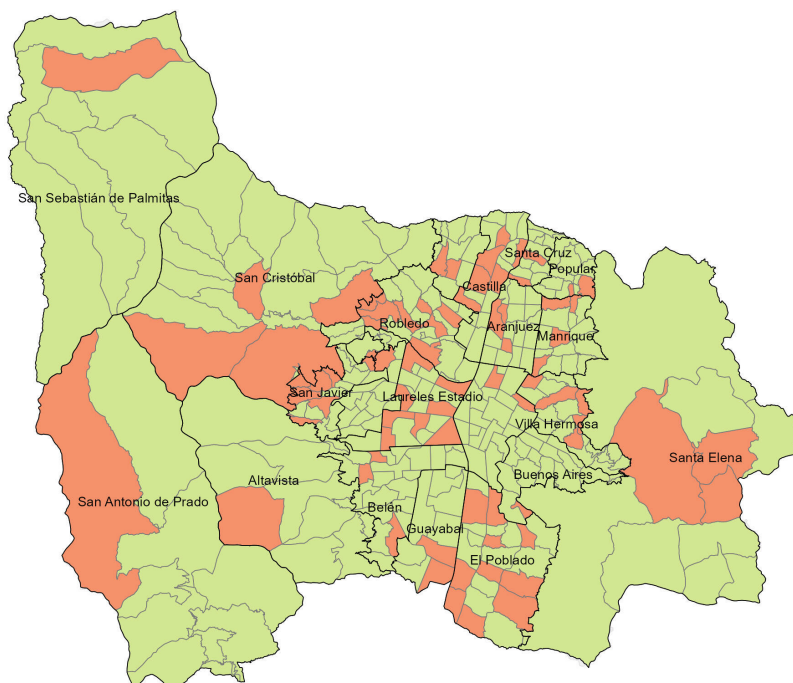 San Sebastián de Palmitas
San Cristóbal
Santa Cruz
Popular
Castilla
Robledo
Aranjuez
Manrique
San Javier
Laureles Estadio
Villa Hermosa
Santa Elena
Buenos Aires
Altavista
San Antonio de Prado
Belén
Guayabal
El Poblado